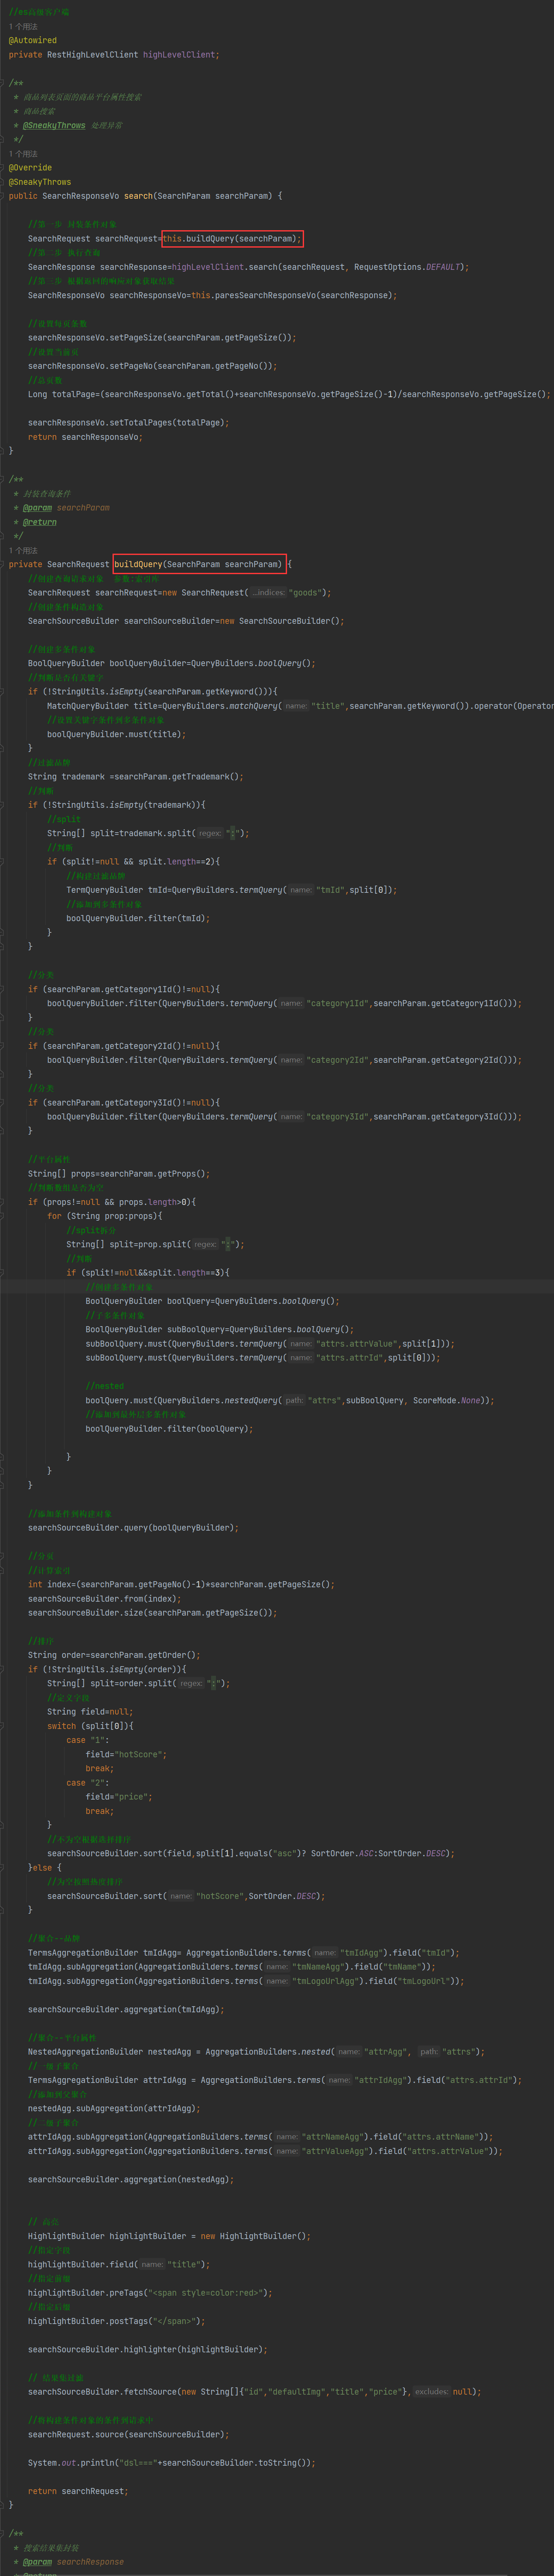 //es高级客户端
1 个用法
@Autowired
private RestHighLevelClient highLevelClient;
/**
* 商品列表页面的商品平台属性搜索
* 商品搜索
* @SneakyThrows 处理异常
*/
1 个用法
@Override
@SneakyThrows
public SearchResponseVo search(SearchParam searchParam) {
//第一步 封装条件对象
SearchRequest searchRequest=this.buildQuery(searchParam);
//第二步 执行查询
SearchResponse searchResponse=highLevelClient.search(searchRequest, RequestOptions.DEFAULT);
//第三步 根据返回的响应对象获取结果
SearchResponseVo searchResponseVo=this.paresSearchResponseVo(searchResponse);
//设置每页条数
searchResponseVo.setPageSize(searchParam.getPageSize());
//设置当前页
searchResponseVo.setPageNo(searchParam.getPageNo());
//总页数
Long totalPage=(searchResponseVo.getTotal()+searchResponseVo.getPageSize()-1)/searchResponseVo.getPageSize();
searchResponseVo.setTotalPages(totalPage);
return searchResponseVo;
}
/**
* 封装查询条件
* @param searchParam
* @return
*/
1 个用法
private SearchRequest buildQuery(SearchParam searchParam) {
//创建查询请求对象 参数:索引库
SearchRequest searchRequest=new SearchRequest( ...indices: "goods");
//创建条件构造对象
SearchSourceBuilder searchSourceBuilder=new SearchSourceBuilder();
//创建多条件对象
BoolQueryBuilder boolQueryBuilder=QueryBuilders.boolQuery();
//判断是否有关键字
if (!StringUtils.isEmpty(searchParam.getKeyword())){
MatchQueryBuilder title=QueryBuilders.matchQuery( name: "title",searchParam.getKeyword()).operator(Operator
//设置关键字条件到多条件对象
boolQueryBuilder.must(title);
}
//过滤品牌
String trademark =searchParam.getTrademark();
//判断
if (!StringUtils.isEmpty(trademark)){
//split
String[] split=trademark.split( regex: ":");
//判断
if (split!=null && split.length==2){
//构建过滤品牌
TermQueryBuilder tmId=QueryBuilders.termQuery( name: "tmId",split[0]);
//添加到多条件对象
boolQueryBuilder.filter(tmId);
}
}
//分类
if (searchParam.getCategory1Id()!=null){
boolQueryBuilder.filter(QueryBuilders.termQuery( name: "category1Id",searchParam.getCategory1Id()));
}
//分类
if (searchParam.getCategory2Id()!=null){
boolQueryBuilder.filter(QueryBuilders.termQuery( name: "category2Id",searchParam.getCategory2Id()));
}
//分类
if (searchParam.getCategory3Id()!=null){
boolQueryBuilder.filter(QueryBuilders.termQuery( name: "category3Id",searchParam.getCategory3Id()));
}
//平台属性
String[] props=searchParam.getProps();
//判断数组是否为空
if (props!=null && props.length>0){
for (String prop:props){
//split拆分
String[] split=prop.split( regex: ":");
//判断
if (split!=null&&split.length==3){
//创建多条件对象
BoolQueryBuilder boolQuery=QueryBuilders.boolQuery();
//子多条件对象
BoolQueryBuilder subBoolQuery=QueryBuilders.boolQuery();
subBoolQuery.must(QueryBuilders.termQuery( name: "attrs.attrValue",split[1]));
subBoolQuery.must(QueryBuilders.termQuery( name: "attrs.attrId",split[0]));
//nested
boolQuery.must(QueryBuilders.nestedQuery( path: "attrs",subBoolQuery, ScoreMode.None));
//添加到最外层多条件对象
boolQueryBuilder.filter(boolQuery);
}
}
}
//添加条件到构建对象
searchSourceBuilder.query(boolQueryBuilder);
//分页
//计算索引
int index=(searchParam.getPageNo()-1)*searchParam.getPageSize();
searchSourceBuilder.from(index);
searchSourceBuilder.size(searchParam.getPageSize());
//排序
String order=searchParam.getOrder();
if (!StringUtils.isEmpty(order)){
String[] split=order.split( regex: ":");
//定义字段
String field=null;
switch (split[0]){
case "1":
field="hotScore";
break;
case "2":
field="price";
break;
}
//不为空根据选择排序
searchSourceBuilder.sort(field,split[1].equals("asc")? SortOrder.ASC:SortOrder.DESC);
}else {
//为空按照热度排序
searchSourceBuilder.sort( name: "hotScore",SortOrder.DESC);
}
//聚合--品牌
TermsAggregationBuilder tmIdAgg= AggregationBuilders.terms( name: "tmIdAgg").field("tmId");
tmIdAgg.subAggregation(AggregationBuilders.terms( name: "tmNameAgg").field("tmName"));
tmIdAgg.subAggregation(AggregationBuilders.terms( name: "tmLogoUrlAgg").field("tmLogoUrl"));
searchSourceBuilder.aggregation(tmIdAgg);
//聚合--平台属性
NestedAggregationBuilder nestedAgg = AggregationBuilders.nested( name: "attrAgg", path: "attrs");
//一级子聚合
TermsAggregationBuilder attrIdAgg = AggregationBuilders.terms( name: "attrIdAgg").field("attrs.attrId");
//添加到父聚合
nestedAgg.subAggregation(attrIdAgg);
//二级子聚合
attrIdAgg.subAggregation(AggregationBuilders.terms( name: "attrNameAgg").field("attrs.attrName"));
attrIdAgg.subAggregation(AggregationBuilders.terms( name: "attrValueAgg").field("attrs.attrValue"));
searchSourceBuilder.aggregation(nestedAgg);
// 高亮
HighlightBuilder highlightBuilder = new HighlightBuilder();
//指定字段
highlightBuilder.field( name: "title");
//指定前缀
highlightBuilder.preTags("<span style=color:red>");
//指定后缀
highlightBuilder.postTags("</span>");
searchSourceBuilder.highlighter(highlightBuilder);
// 结果集过滤
searchSourceBuilder.fetchSource(new String[]{"id","defaultImg","title","price"}, excludes: null);
//将构建条件对象的条件到请求中
searchRequest.source(searchSourceBuilder);
System.out.println("dsl==="+searchSourceBuilder.toString());
return searchRequest;
}
/**
* 搜索结果集封装
* @param searchResponse